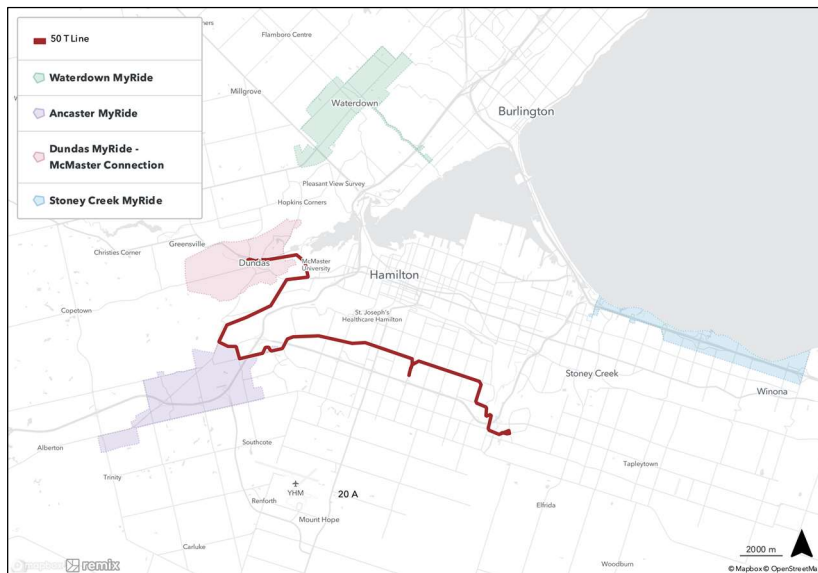 50 T Line
Waterdown MyRide
Ancaster MyRide
Dundas MyRide -
McMaster Connection
Stoney Creek MyRide
Flamboro Centre
Millgrove
Waterdown
Burlington
Pleasant View Survey
Hopkins Corners
Greensville
Christies Corner
Dundas
McMaster
University
Hamilton
Copetown
St. Joseph's
Healthcare Hamilton
Stoney Creek
Winona
Alberton
Southcote
Trinity
Tapleytown
YHM
20 A
Renforth
Elfrida
Mount Hope
Carluke
Woodburn
2000 m
mapbox
remix
© Mapbox © OpenStreetMa